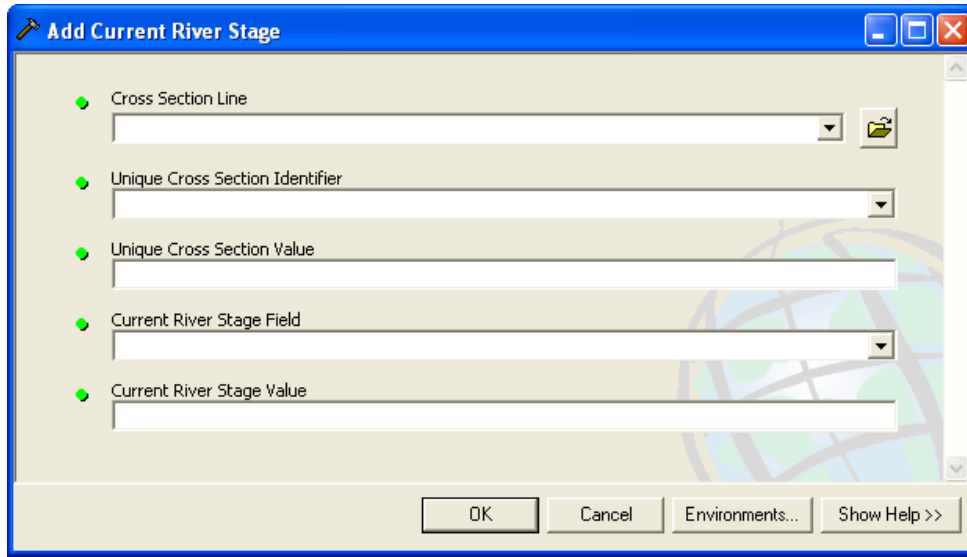 Add Current River Stage
Cross Section Line
Unique Cross Section Identifier
Unique Cross Section Value
Current River Stage Field
Current River Stage Value
OK Cancel Environments... Show Help >>